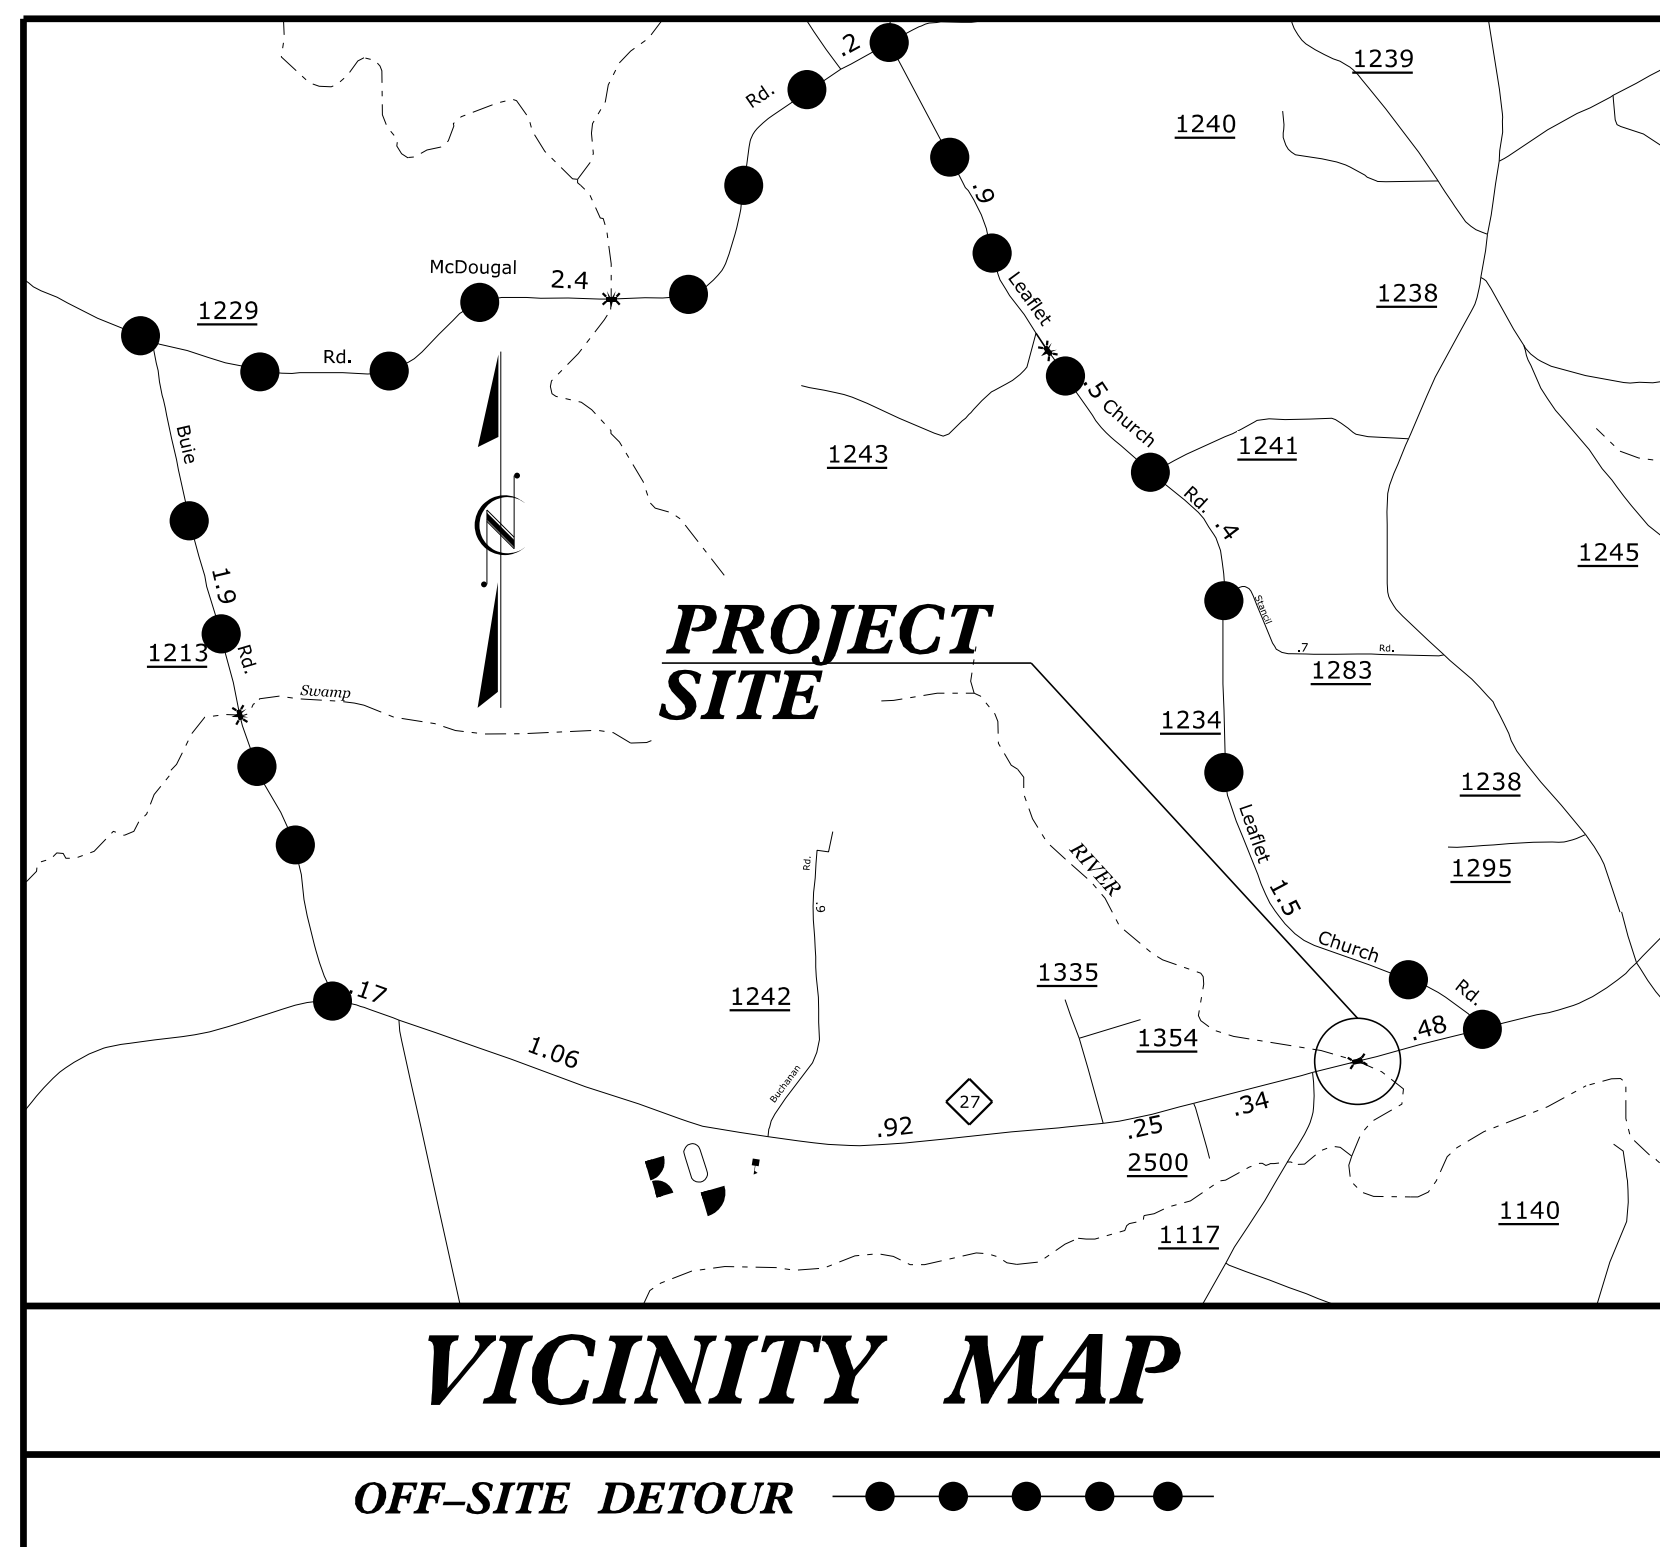 .2
1239
Rd.
1240
.9
McDougal
2.4
Leaflet
1238
1229
Rd.
.5
Church
Buie
1243
1241
Rd.
.4
N
1245
1.9
Stancil
PROJECT
SITE
1213
Rd.
.7
Rd.
1283
Swamp
1234
1238
Leaflet
RIVER
Rd.
1295
.9
1.5
Church
1335
.17
1242
Rd.
1354
.48
1.06
Buchanan
27
.34
.92
.25
2500
1140
1117
VICINITY MAP
OFF-SITE DETOUR